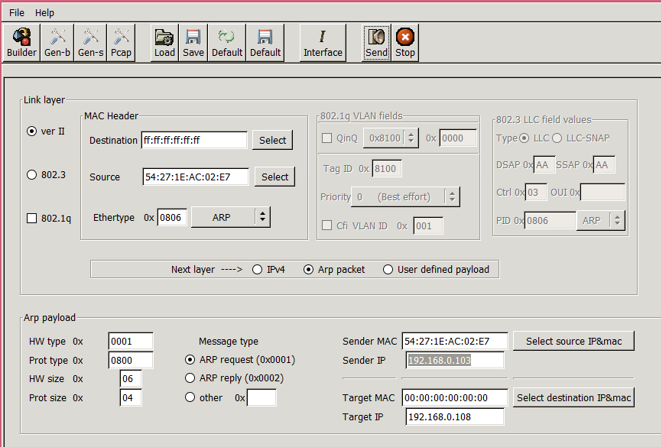 File Help
Builder Gen-b Gen-s Pcap Load Save Default Default Interface Send Stop
Link layer
ver II
802.3
802.1q
MAC Header
Destination ff:ff:ff:ff:ff:ff Select
Source 54:27:1E:AC:02:E7 Select
Ethertype 0x 0806 ARP
802.1q VLAN fields
QinQ 0x8100 0x 0000
Tag ID 0x 8100
Priority 0 (Best effort)
Cfi VLAN ID 0x 001
802.3 LLC field values
Type LLC LLC-SNAP
DSAP 0x AA SSAP 0x AA
Ctrl 0x 03 OUI 0x
PID 0x 0806 ARP
Next layer ----> IPv4 Arp packet User defined payload
Arp payload
HW type 0x 0001
Prot type 0x 0800
HW size 0x 06
Prot size 0x 04
Message type
ARP request (0x0001)
ARP reply (0x0002)
other 0x
Sender MAC 54:27:1E:AC:02:E7 Select source IP&mac
Sender IP 192.168.0.103
Target MAC 00:00:00:00:00:00 Select destination IP&mac
Target IP 192.168.0.108